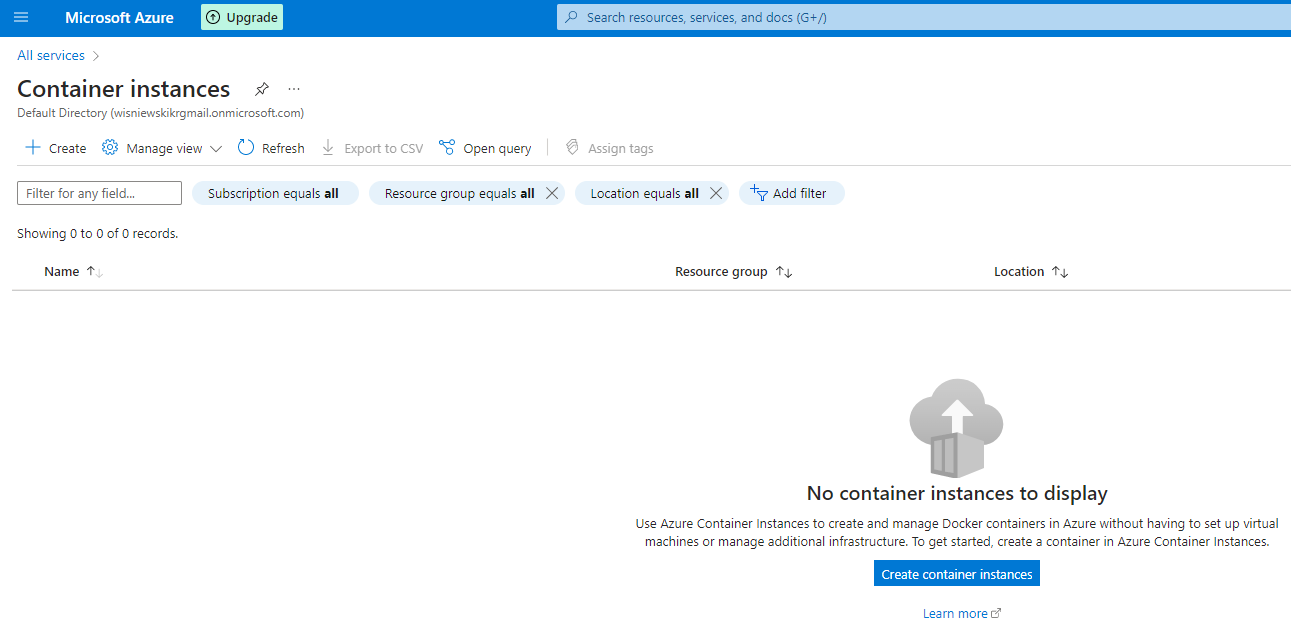 Microsoft Azure Upgrade Search resources, services, and docs (G+/)
All services
Container instances ...
Default Directory (wisniewskikrgmail.onmicrosoft.com)
Create Manage view Refresh Export to CSV Open query Assign tags
Filter for any field... Subscription equals all Resource group equals all Location equals all Add filter
Showing 0 to 0 of 0 records.
Name Resource group Location
No container instances to display
Use Azure Container Instances to create and manage Docker containers in Azure without having to set up virtual
machines or manage additional infrastructure. To get started, create a container in Azure Container Instances.
Create container instances
Learn more